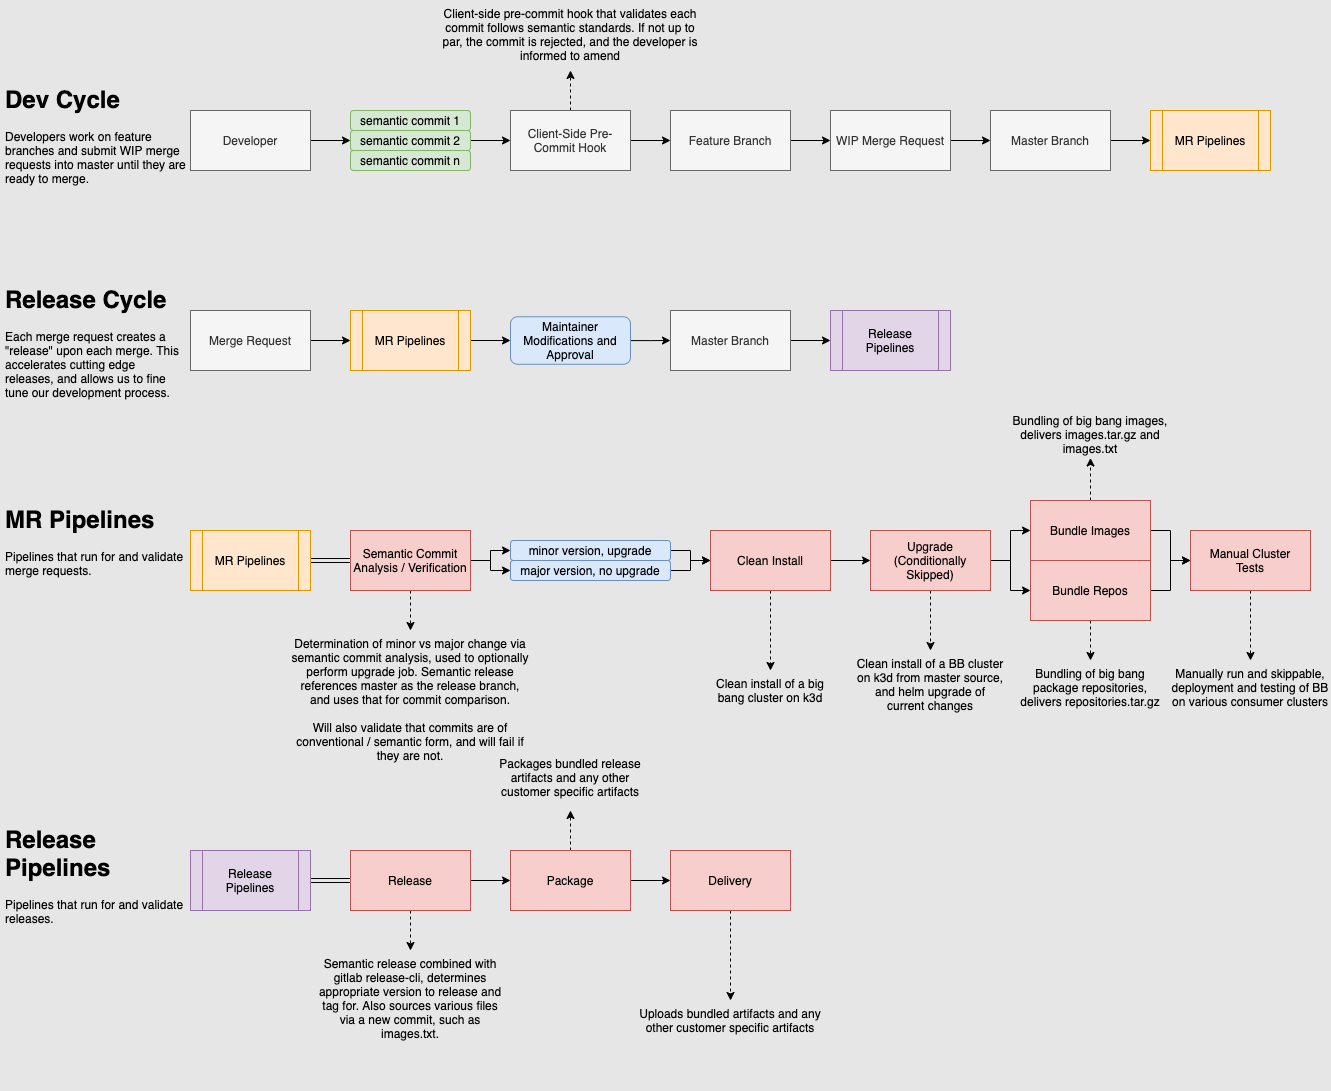 Client-side pre-commit hook that validates each
commit follows semantic standards. If not up to
par, the commit is rejected, and the developer is
informed to amend
Dev Cycle
Developers work on feature
branches and submit WIP merge
requests into master until they are
ready to merge.
Developer
semantic commit 1
semantic commit 2
semantic commit n
Client-Side Pre-
Commit Hook
Feature Branch
WIP Merge Request
Master Branch
MR Pipelines
Release Cycle
Each merge request creates a
"release" upon each merge. This
accelerates cutting edge
releases, and allows us to fine
tune our development process.
Merge Request
MR Pipelines
Maintainer
Modifications and
Approval
Master Branch
Release
Pipelines
Bundling of big bang images,
delivers images.tar.gz and
images.txt
MR Pipelines
Pipelines that run for and validate
merge requests.
MR Pipelines
Semantic Commit
Analysis / Verification
minor version, upgrade
major version, no upgrade
Clean Install
Upgrade
(Conditionally
Skipped)
Bundle Images
Bundle Repos
Manual Cluster
Tests
Determination of minor vs major change via
semantic commit analysis, used to optionally
perform upgrade job. Semantic release
references master as the release branch,
and uses that for commit comparison.
Will also validate that commits are of
conventional / semantic form, and will fail if
they are not.
Clean install of a big
bang cluster on k3d
Clean install of a BB cluster
on k3d from master source,
and helm upgrade of
current changes
Bundling of big bang
package repositories,
delivers repositories.tar.gz
Manually run and skippable,
deployment and testing of BB
on various consumer clusters
Packages bundled release
artifacts and any other
customer specific artifacts
Release
Pipelines
Pipelines that run for and validate
releases.
Release
Pipelines
Release
Package
Delivery
Semantic release combined with
gitlab release-cli, determines
appropriate version to release and
tag for. Also sources various files
via a new commit, such as
images.txt.
Uploads bundled artifacts and any
other customer specific artifacts